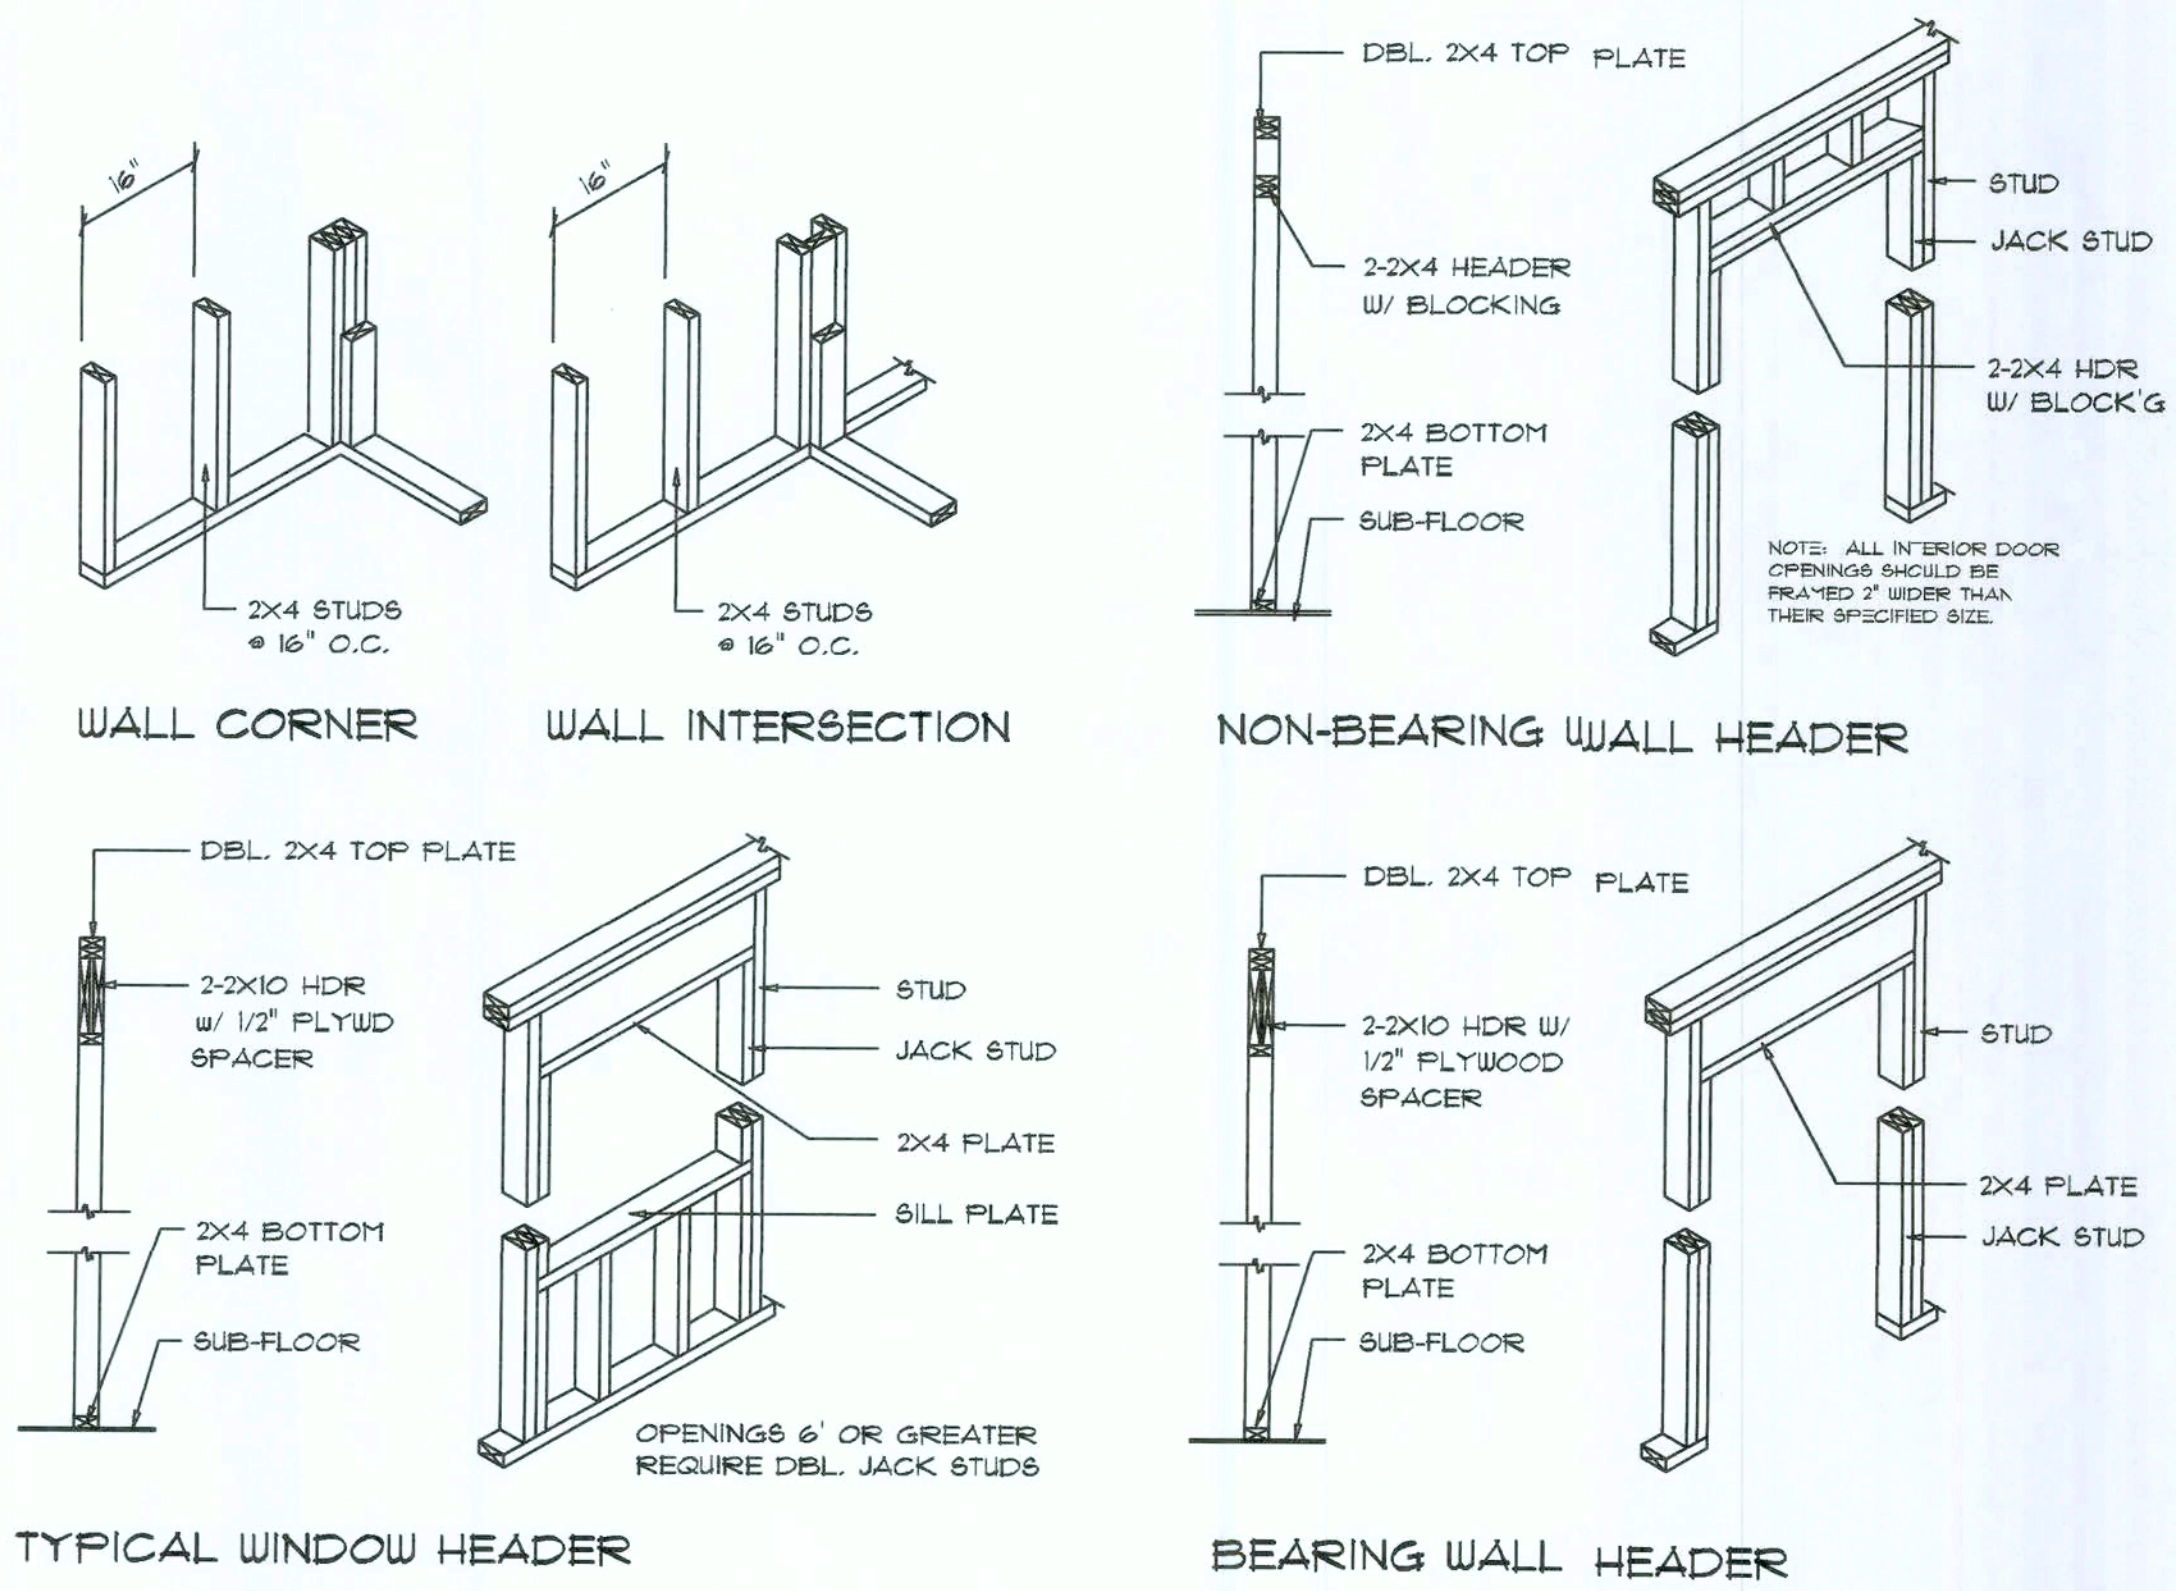 16"
2X4 STUDS
@ 16" O.C.
WALL CORNER
16"
2X4 STUDS
@ 16" O.C.
WALL INTERSECTION
DBL. 2X4 TOP PLATE
2-2X4 HEADER
W/ BLOCKING
2X4 BOTTOM
PLATE
SUB-FLOOR
STUD
JACK STUD
2-2X4 HDR
W/ BLOCK'G
NOTE: ALL INTERIOR DOOR
OPENINGS SHOULD BE
FRAMED 2" WIDER THAN
THEIR SPECIFIED SIZE.
NON-BEARING WALL HEADER
DBL. 2X4 TOP PLATE
2-2X10 HDR
W/ 1/2" PLYWD
SPACER
2X4 BOTTOM
PLATE
SUB-FLOOR
STUD
JACK STUD
2X4 PLATE
SILL PLATE
OPENINGS 6' OR GREATER
REQUIRE DBL. JACK STUDS
TYPICAL WINDOW HEADER
DBL. 2X4 TOP PLATE
2-2X10 HDR W/
1/2" PLYWOOD
SPACER
2X4 BOTTOM
PLATE
SUB-FLOOR
STUD
2X4 PLATE
JACK STUD
BEARING WALL HEADER